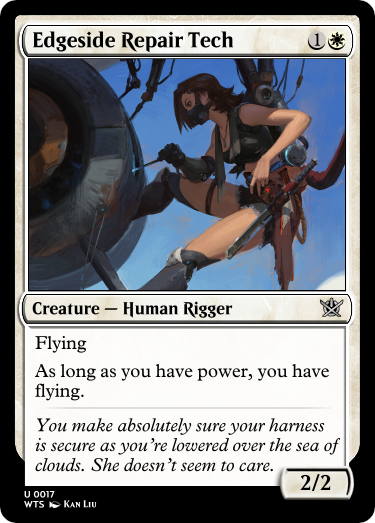 Edgeside Repair Tech 1
Creature — Human Rigger
Flying
As long as you have power, you have
flying.
You make absolutely sure your harness
is secure as you're lowered over the sea of
clouds. She doesn't seem to care.
2/2
U 0017
WTS Kan Liu